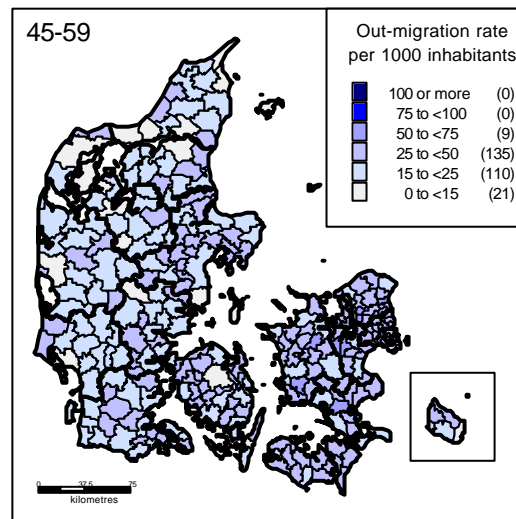 45-59
Out-migration rate
per 1000 inhabitants
100 or more (0)
75 to <100 (0)
50 to <75 (9)
25 to <50 (135)
15 to <25 (110)
0 to <15 (21)
0 37.5 75
kilometres